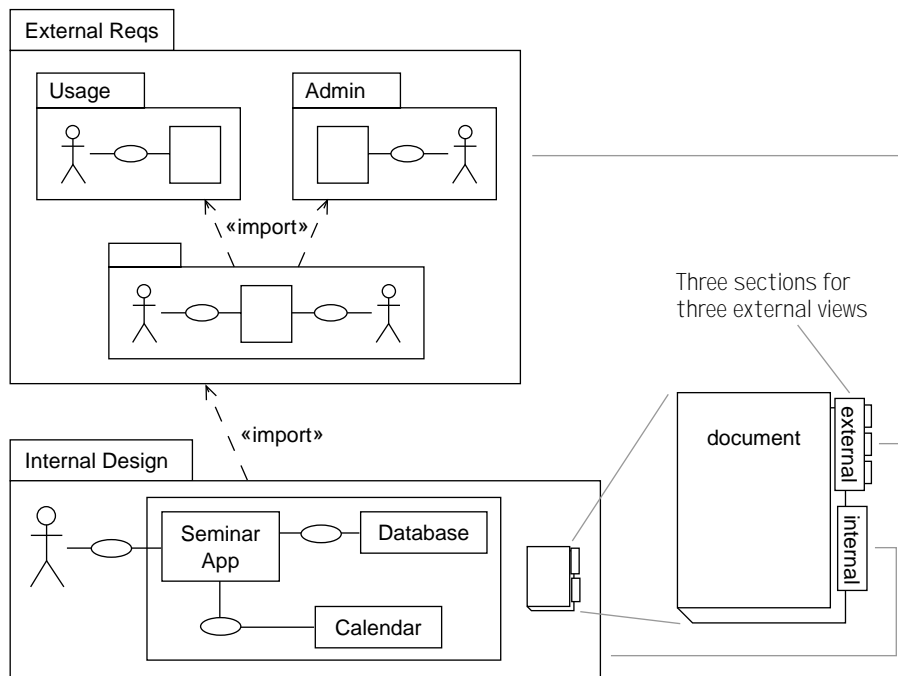 External Reqs
Usage
Admin
«import»
Three sections for
three external views
«import»
document
external
internal
Internal Design
Seminar
App
Database
Calendar